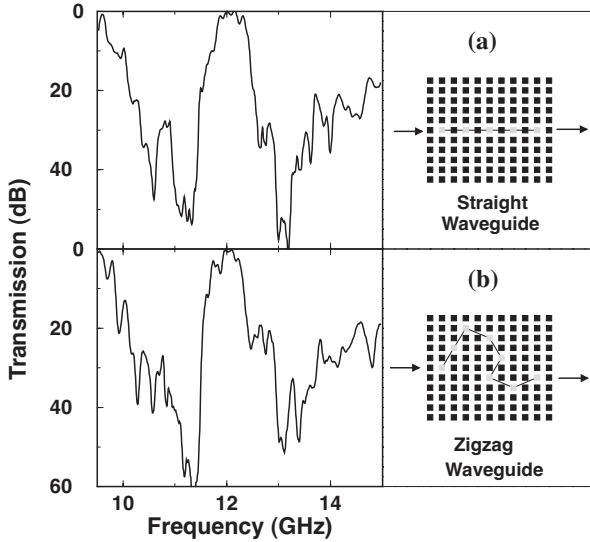 0
20
40
0
20
40
60
Transmission (dB)
10
12
14
Frequency (GHz)
(a)
Straight
Waveguide
(b)
Zigzag
Waveguide